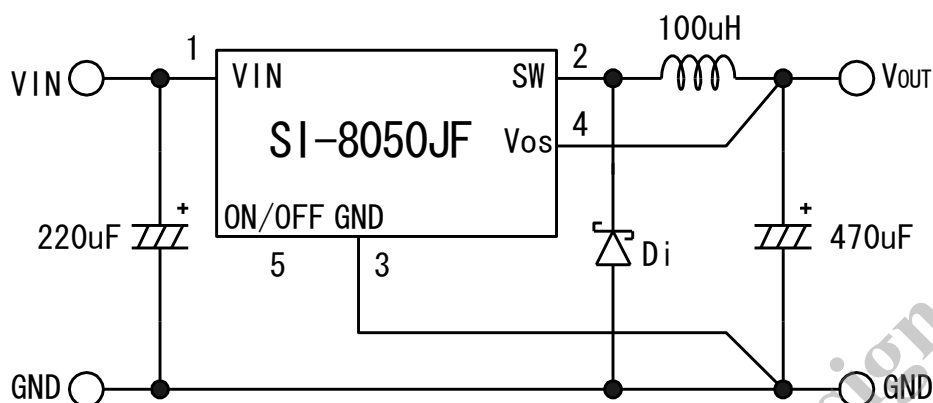 100uH
1
2
VIN
VIN
SW
VOUT
SI-8050JF
Vos
4
ON/OFF GND
+
+
220uF
Di
470uF
5
3
GND
GND